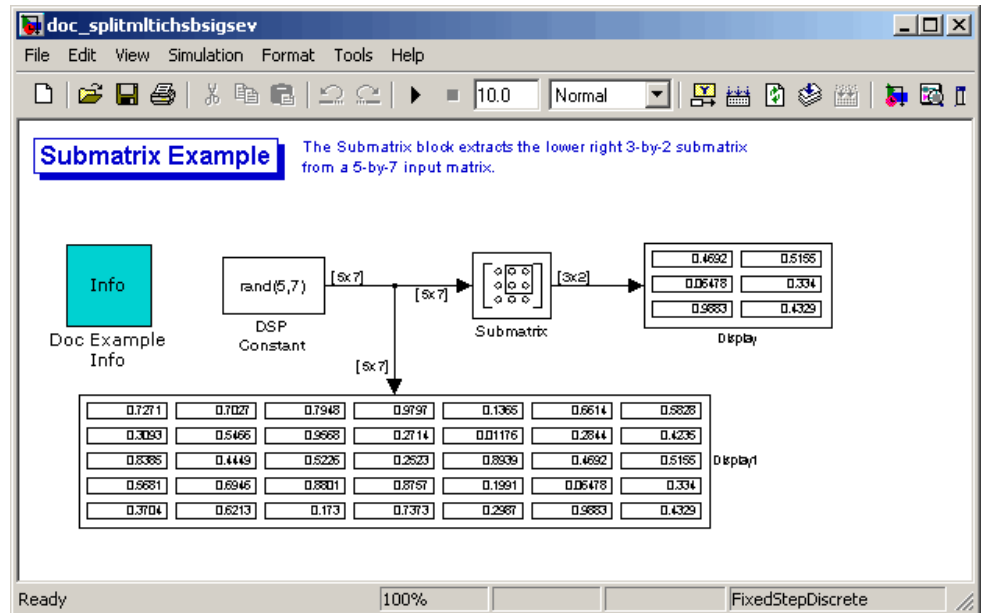 doc_splitmltichsbsigsev
File Edit View Simulation Format Tools Help
10.0 Normal
Submatrix Example
The Submatrix block extracts the lower right 3-by-2 submatrix
from a 5-by-7 input matrix.
Info
Doc Example
Info
rand(5,7)
DSP
Constant
[5x7]
[5x7]
[5x7]
Submatrix
[3x2]
0.4692 0.5155
0.06478 0.334
0.9883 0.4329
Display
0.7271 0.7027 0.7948 0.9797 0.1365 0.6614 0.5828
0.3093 0.5466 0.9568 0.2714 0.01176 0.2844 0.4235
0.8385 0.4449 0.5226 0.2523 0.8939 0.4692 0.5155
0.5681 0.6946 0.8801 0.8757 0.1991 0.06478 0.334
0.3704 0.6213 0.173 0.7373 0.2987 0.9883 0.4329
Display1
Ready 100% FixedStepDiscrete